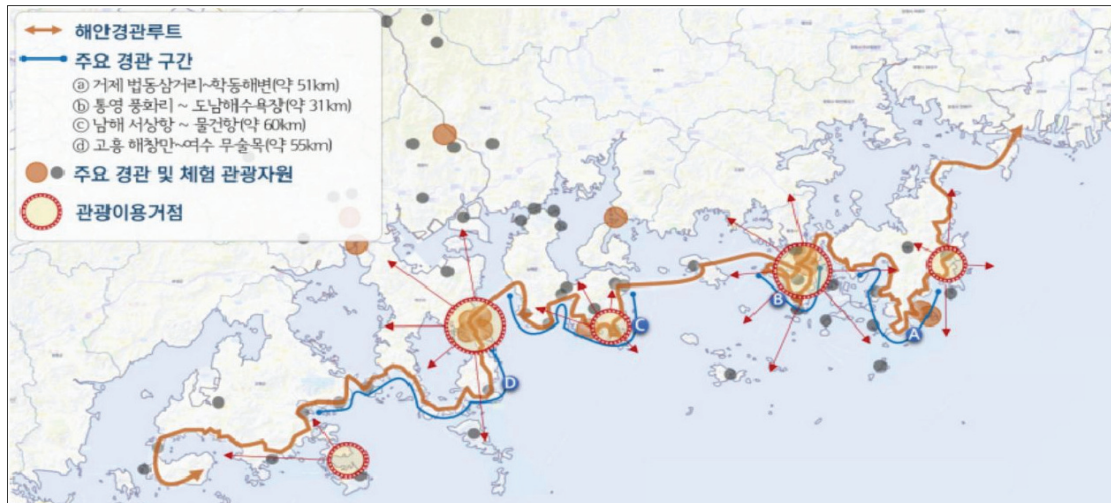 해안경관루트
주요 경관 구간
ⓐ 거제 법동삼거리~학동해변(약 51km)
ⓑ 통영 풍화리 ~ 도남해수욕장(약 31km)
ⓒ 남해 서상항 ~ 물건항(약 60km)
ⓓ 고흥 해창만~여수 무술목(약 55km)
주요 경관 및 체험 관광자원
관광이용거점
B
C
A
D